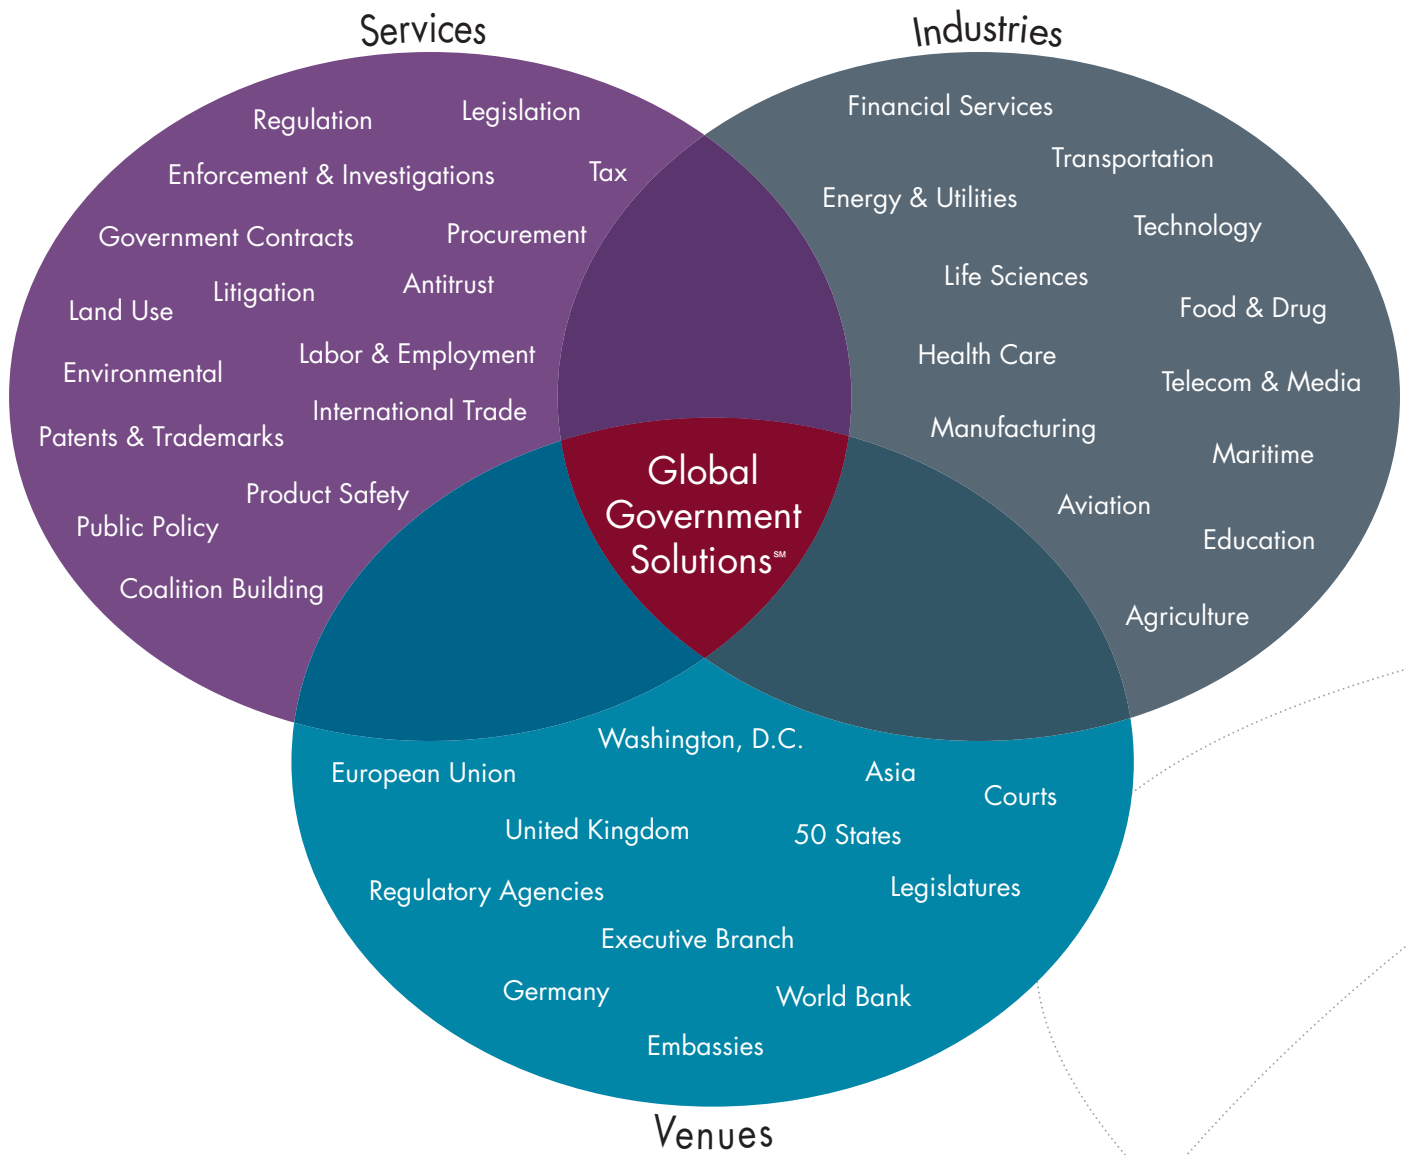 Services
Regulation
Legislation
Enforcement & Investigations
Tax
Government Contracts
Procurement
Litigation
Antitrust
Land Use
Labor & Employment
Environmental
International Trade
Patents & Trademarks
Product Safety
Public Policy
Coalition Building
Industries
Financial Services
Transportation
Energy & Utilities
Technology
Life Sciences
Food & Drug
Health Care
Telecom & Media
Manufacturing
Maritime
Aviation
Education
Agriculture
Global
Government
Solutions℠
Washington, D.C.
European Union
Asia
Courts
United Kingdom
50 States
Regulatory Agencies
Legislatures
Executive Branch
Germany
World Bank
Embassies
Venues